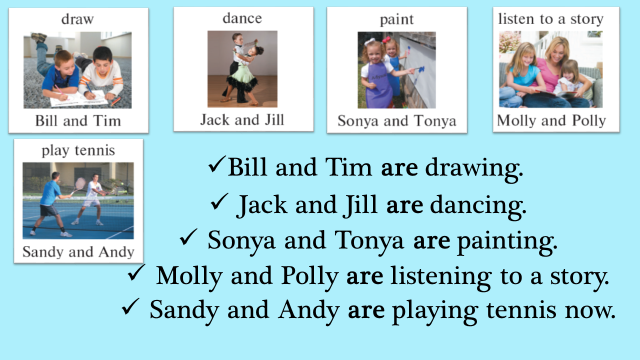 draw
Bill and Tim
dance
Jack and Jill
paint
Sonya and Tonya
listen to a story
Molly and Polly
play tennis
Sandy and Andy
✓Bill and Tim are drawing.
✓ Jack and Jill are dancing.
✓ Sonya and Tonya are painting.
✓ Molly and Polly are listening to a story.
✓ Sandy and Andy are playing tennis now.